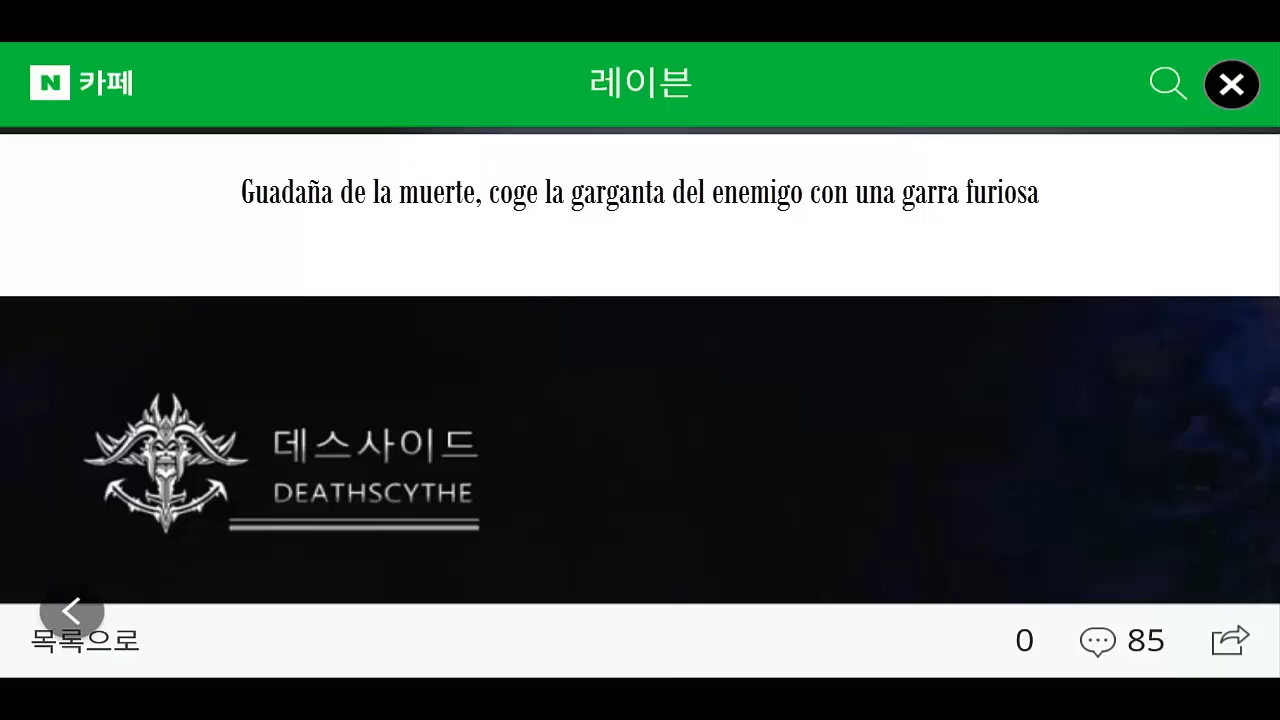 N 카페
레이븐
Guadaña de la muerte, coge la garganta del enemigo con una garra furiosa
데스사이드
DEATHSCYTHE
목록으로
0
85